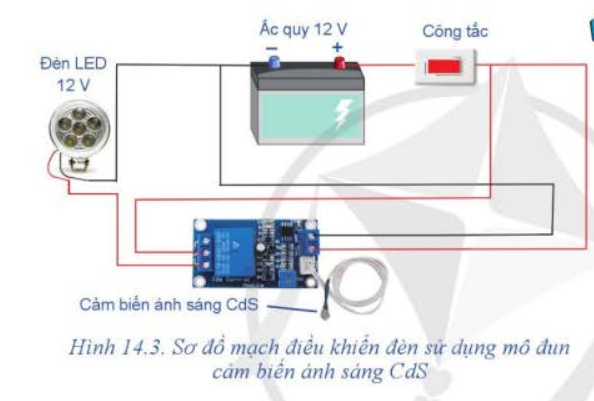 Ắc quy 12 V
Công tắc
− +
Đèn LED
12 V
Cảm biến ánh sáng CdS
Hình 14.3. Sơ đồ mạch điều khiển đèn sử dụng mô đun
cảm biến ánh sáng CdS